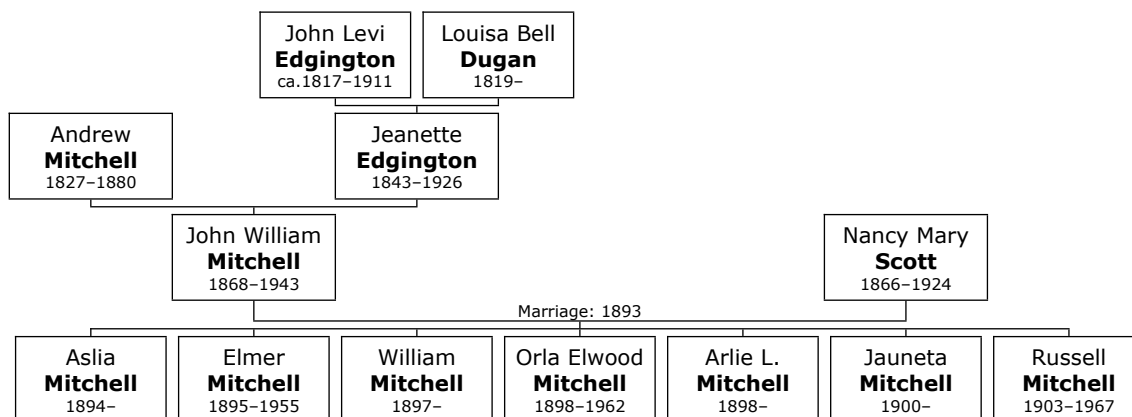 John Levi
Edgington
ca.1817–1911
Louisa Bell
Dugan
1819–
Andrew
Mitchell
1827–1880
Jeanette
Edgington
1843–1926
John William
Mitchell
1868–1943
Nancy Mary
Scott
1866–1924
Marriage: 1893
Aslia
Mitchell
1894–
Elmer
Mitchell
1895–1955
William
Mitchell
1897–
Orla Elwood
Mitchell
1898–1962
Arlie L.
Mitchell
1898–
Jauneta
Mitchell
1900–
Russell
Mitchell
1903–1967